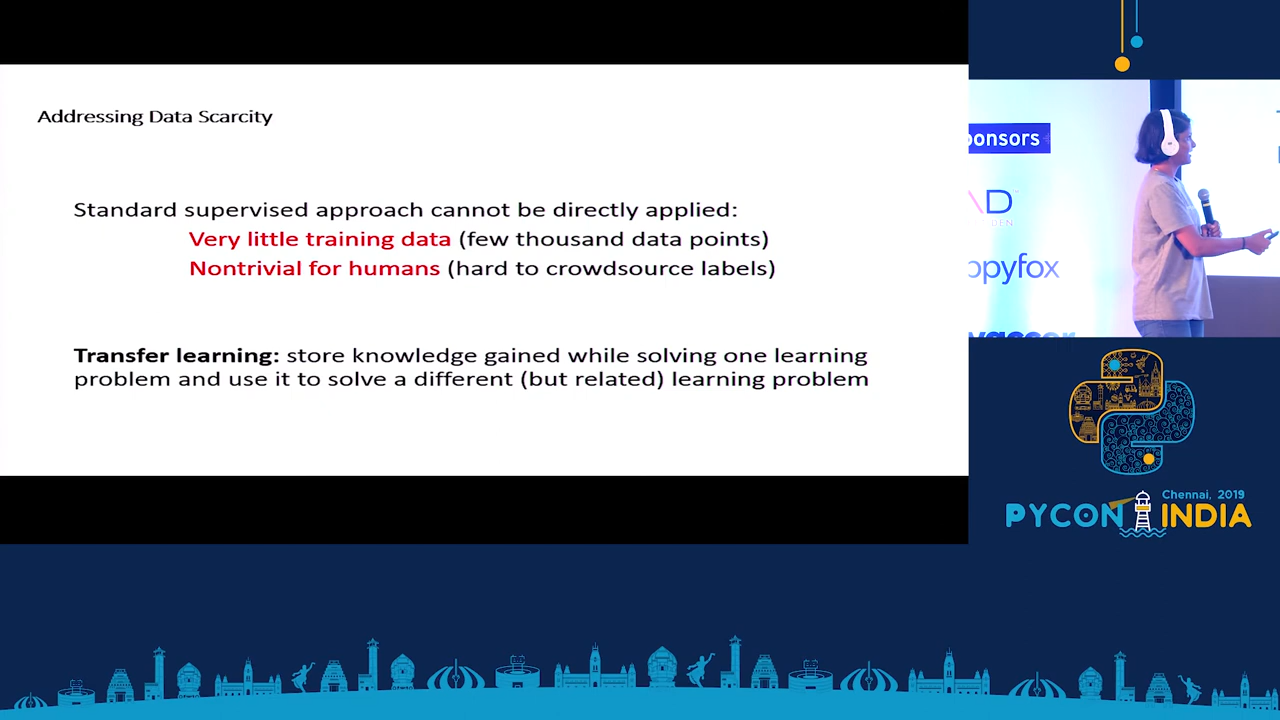 Addressing Data Scarcity
Standard supervised approach cannot be directly applied:
Very little training data (few thousand data points)
Nontrivial for humans (hard to crowdsource labels)
Transfer learning: store knowledge gained while solving one learning
problem and use it to solve a different (but related) learning problem
Chennai, 2019
PYCON INDIA